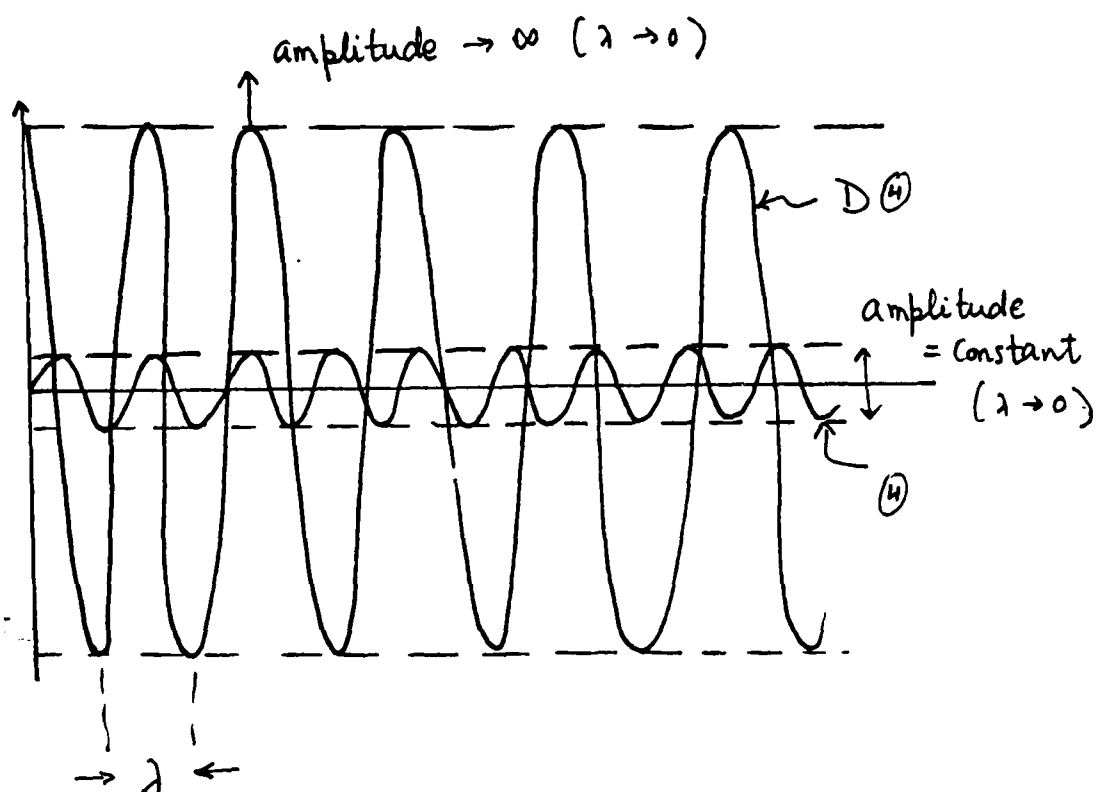 amplitude → ∞ (λ → 0)
D Ⓗ
amplitude
= constant
(λ → 0)
Ⓗ
λ